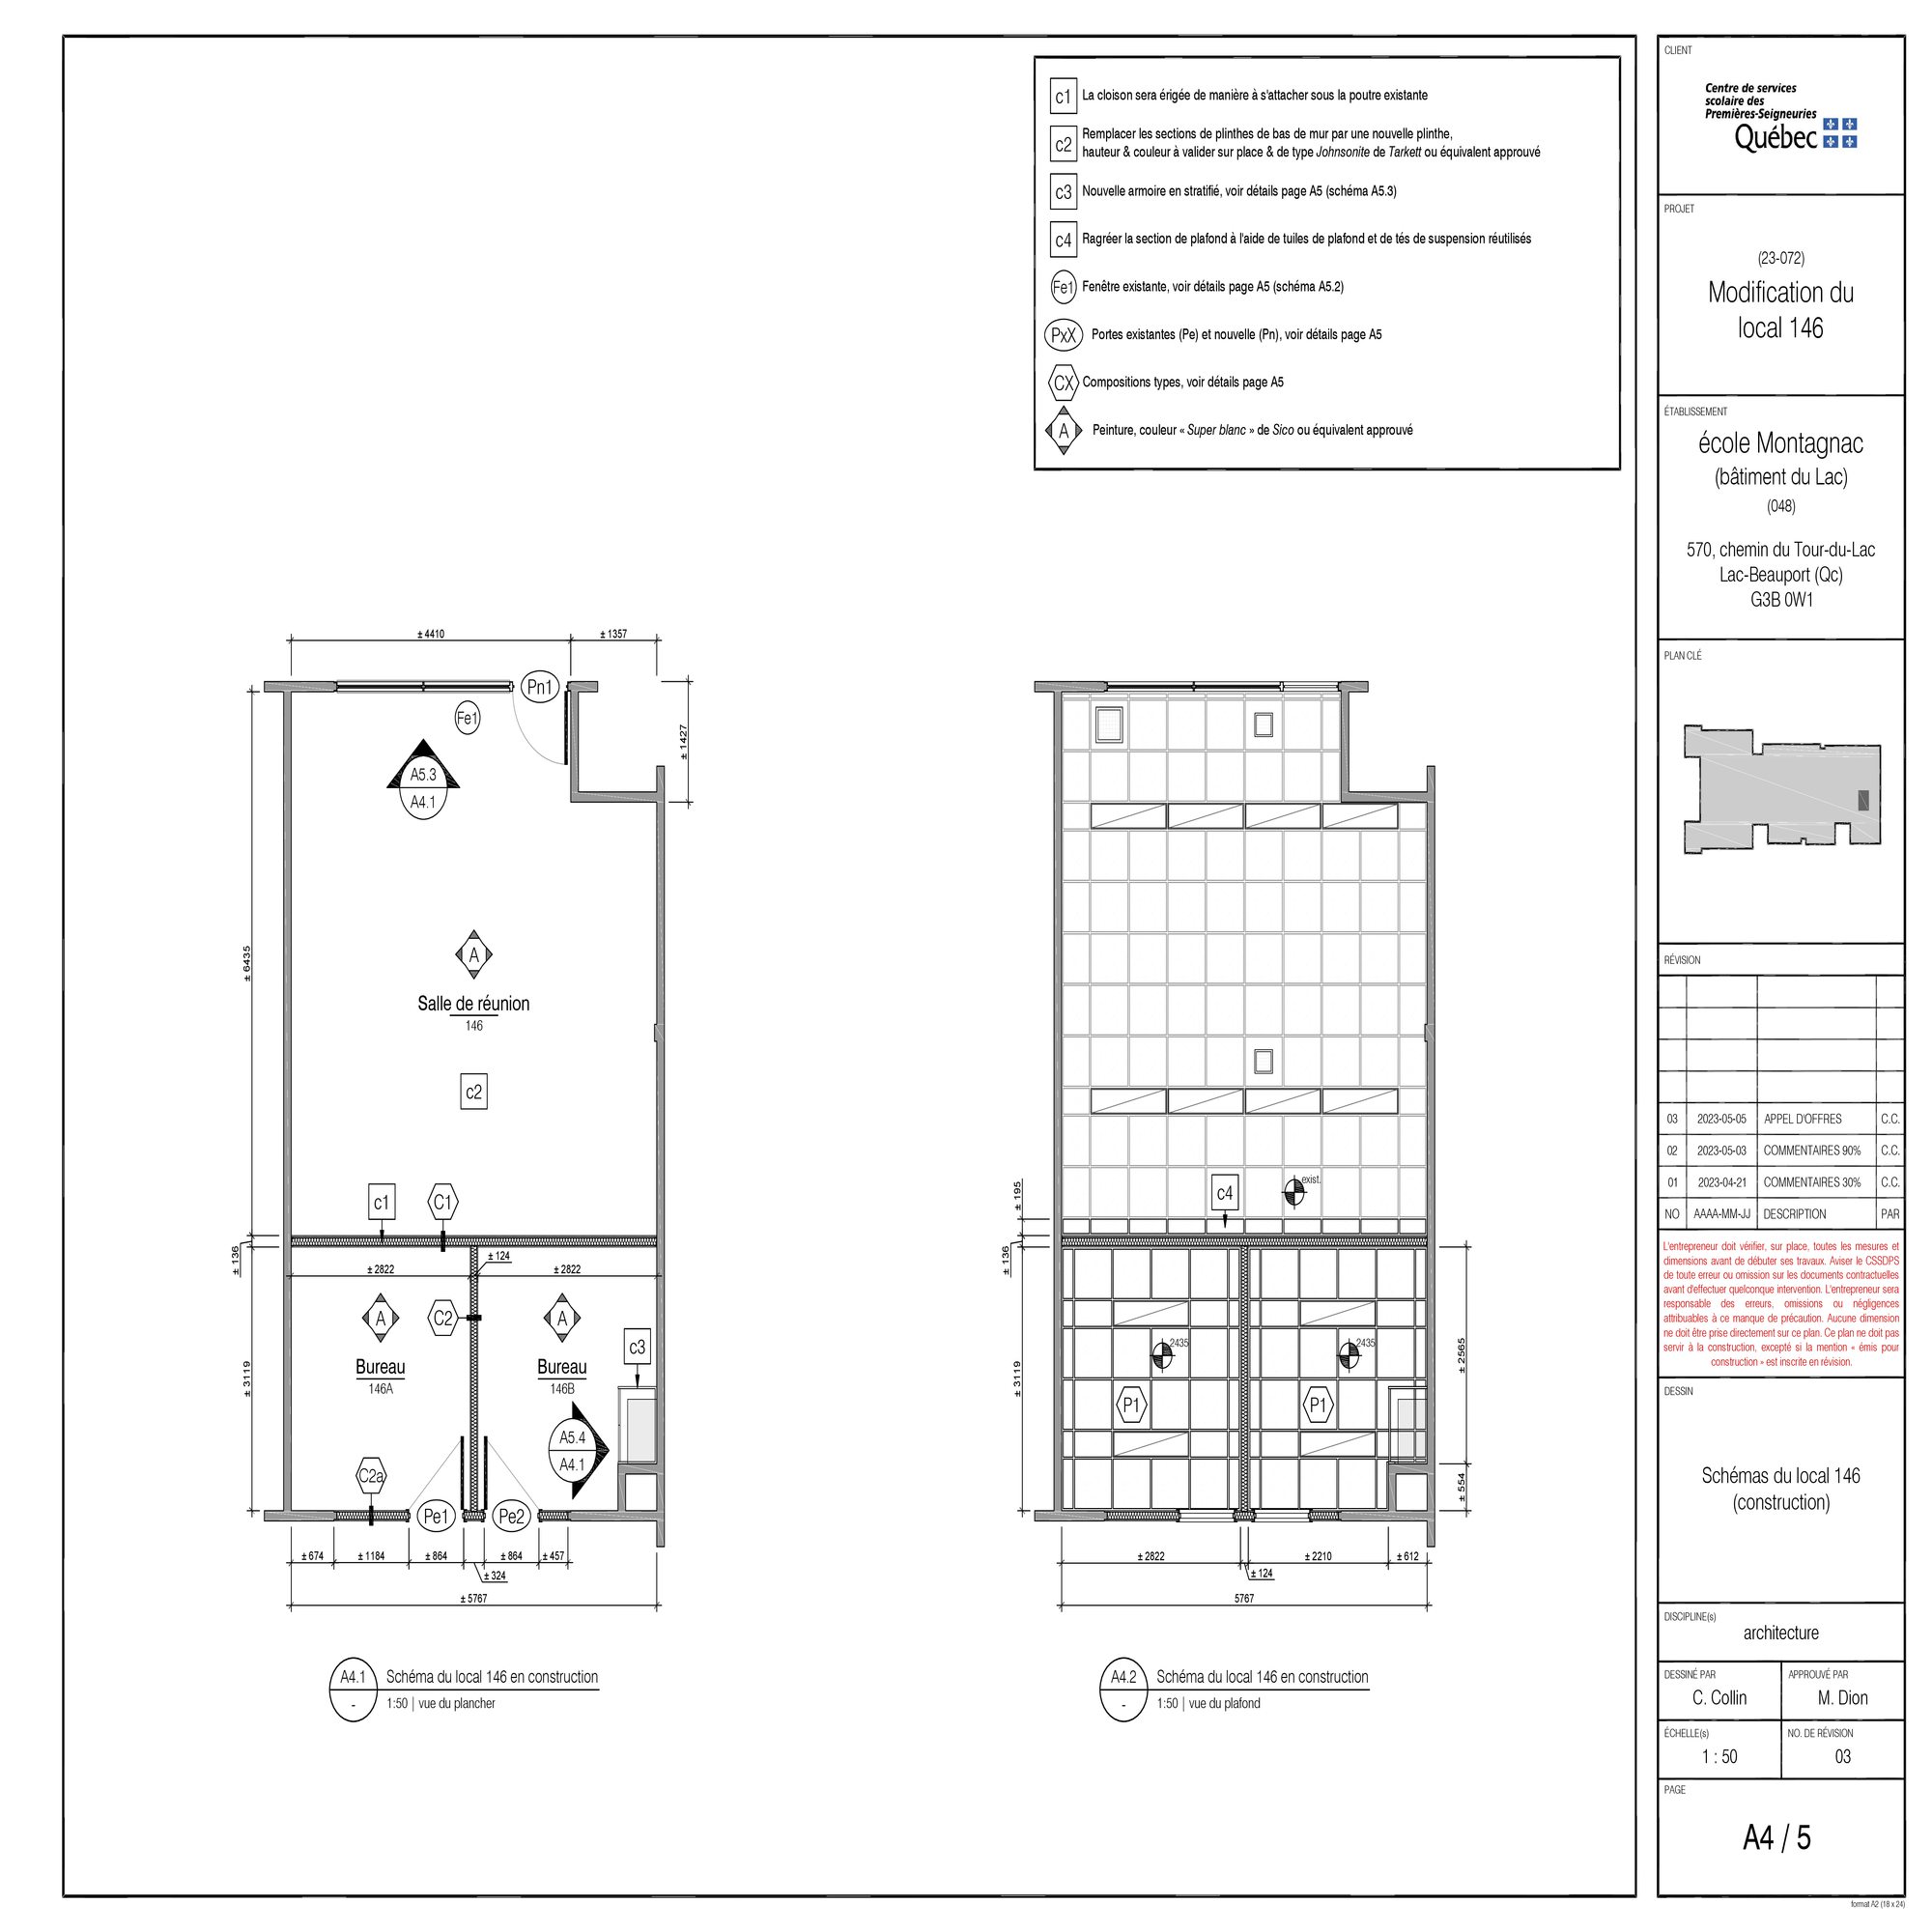 c1 La cloison sera érigée de manière à s'attacher sous la poutre existante
c2 Remplacer les sections de plinthes de bas de mur par une nouvelle plinthe,
hauteur & couleur à valider sur place & de type Johnsonite de Tarkett ou équivalent approuvé
c3 Nouvelle armoire en stratifié, voir détails page A5 (schéma A5.3)
c4 Ragréer la section de plafond à l'aide de tuiles de plafond et de tés de suspension réutilisés
Fe1 Fenêtre existante, voir détails page A5 (schéma A5.2)
PxX Portes existantes (Pe) et nouvelle (Pn), voir détails page A5
CX Compositions types, voir détails page A5
A Peinture, couleur « Super blanc » de Sico ou équivalent approuvé
± 4410
± 1357
Pn1
Fe1
± 1427
A5.3
A4.1
± 6435
A
Salle de réunion
146
c2
c1
C1
± 136
± 124
± 2822
± 2822
A
C2
A
c3
Bureau
146A
Bureau
146B
± 3119
A5.4
A4.1
C2a
Pe1
Pe2
± 674
± 1184
± 864
± 864
± 457
± 324
± 5767
A4.1
-
Schéma du local 146 en construction
1:50 | vue du plancher
± 195
c4
exist.
± 136
2435
2435
± 3119
± 2565
P1
P1
± 554
± 2822
± 2210
± 612
± 124
5767
A4.2
-
Schéma du local 146 en construction
1:50 | vue du plafond
CLIENT
Centre de services
scolaire des
Premières-Seigneuries
Québec
PROJET
(23-072)
Modification du
local 146
ÉTABLISSEMENT
école Montagnac
(bâtiment du Lac)
(048)
570, chemin du Tour-du-Lac
Lac-Beauport (Qc)
G3B 0W1
PLAN CLÉ
RÉVISION
03 2023-05-05 APPEL D'OFFRES C.C.
02 2023-05-03 COMMENTAIRES 90% C.C.
01 2023-04-21 COMMENTAIRES 30% C.C.
NO AAAA-MM-JJ DESCRIPTION PAR
L'entrepreneur doit vérifier, sur place, toutes les mesures et
dimensions avant de débuter ses travaux. Aviser le CSSDPS
de toute erreur ou omission sur les documents contractuelles
avant d'effectuer quelconque intervention. L'entrepreneur sera
responsable des erreurs, omissions ou négligences
attribuables à ce manque de précaution. Aucune dimension
ne doit être prise directement sur ce plan. Ce plan ne doit pas
servir à la construction, excepté si la mention « émis pour
construction » est inscrite en révision.
DESSIN
Schémas du local 146
(construction)
DISCIPLINE(s)
architecture
DESSINÉ PAR
C. Collin
APPROUVÉ PAR
M. Dion
ÉCHELLE(s)
1 : 50
NO. DE RÉVISION
03
PAGE
A4 / 5
format A2 (18 x 24)